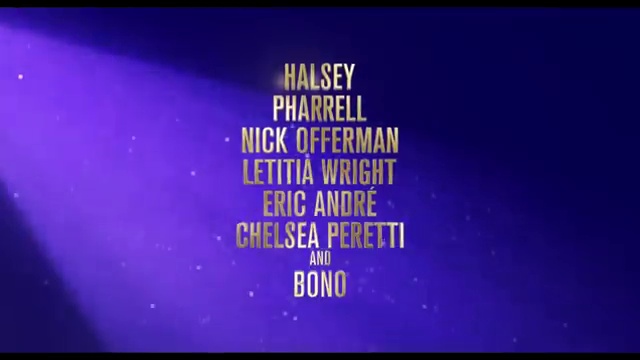 HALSEY
PHARRELL
NICK OFFERMAN
LETITIA WRIGHT
ERIC ANDRÉ
CHELSEA PERETTI
AND
BONO